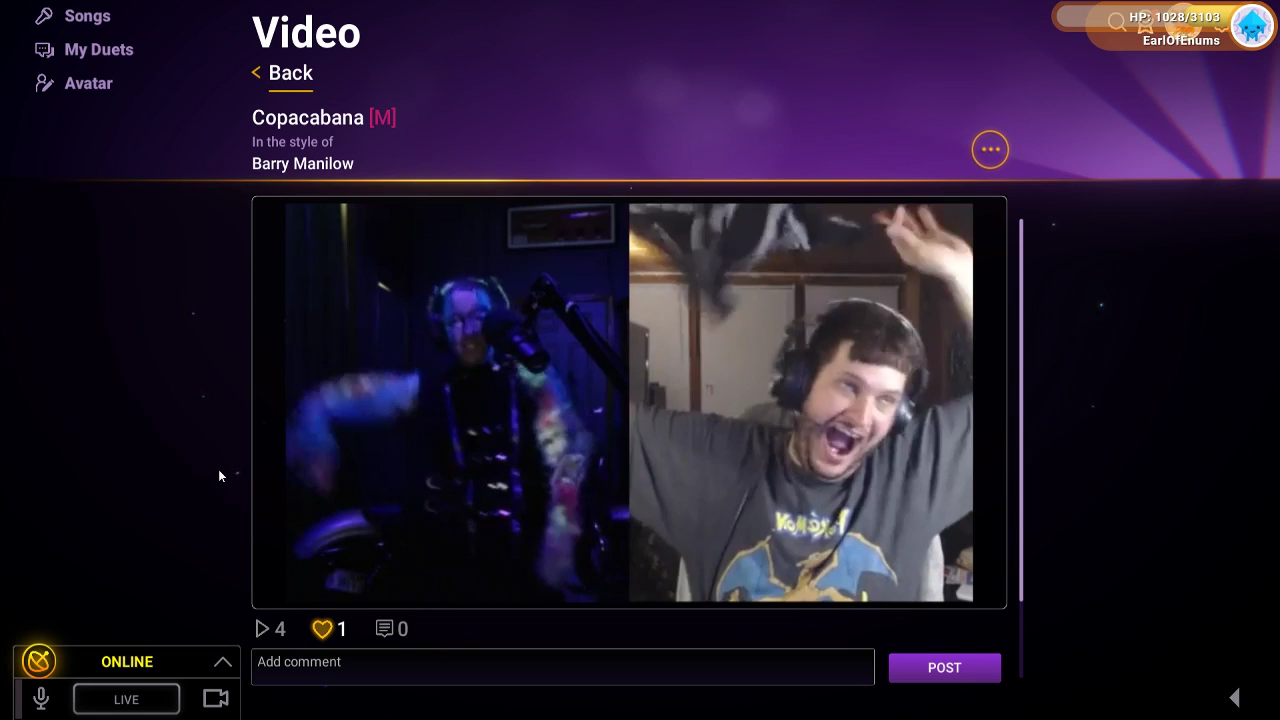 Songs
My Duets
Avatar
Video
< Back
Copacabana [M]
In the style of
Barry Manilow
HP: 1028/3103
EarlOfEnums
POKéMON
4
1
0
Add comment
POST
ONLINE
LIVE